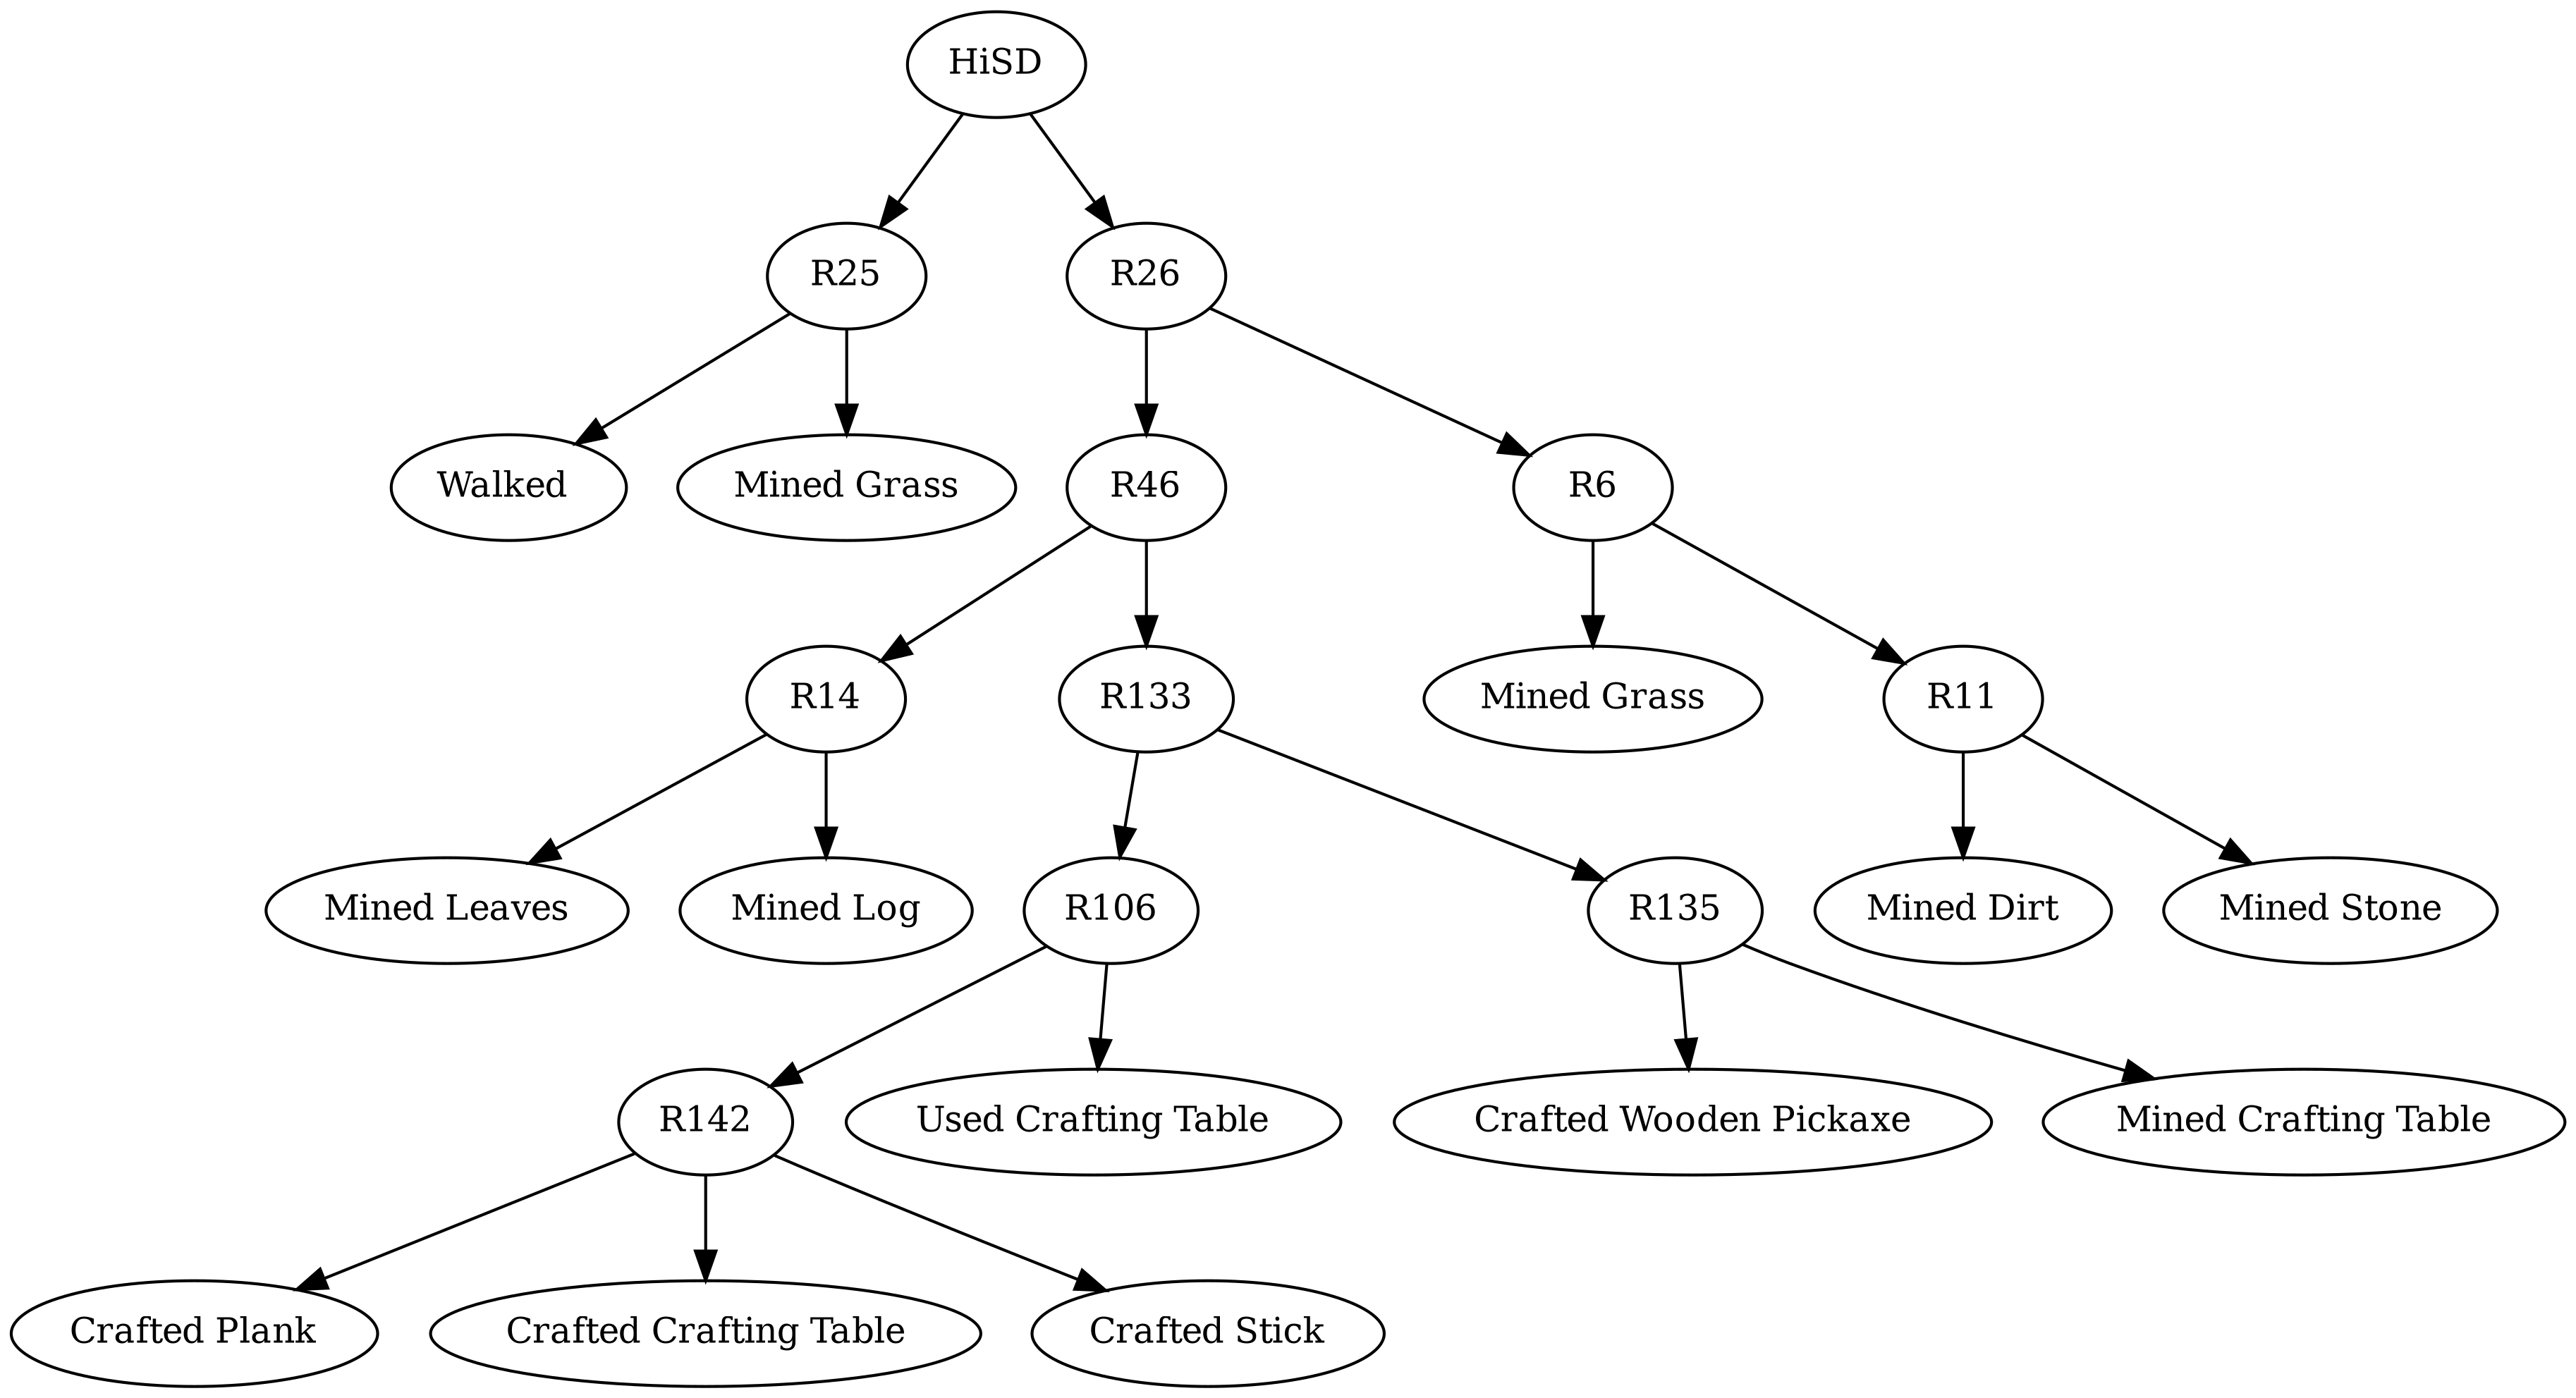 HiSD
R25
R26
Walked
Mined Grass
R46
R6
R14
R133
Mined Grass
R11
Mined Leaves
Mined Log
R106
R135
Mined Dirt
Mined Stone
R142
Used Crafting Table
Crafted Wooden Pickaxe
Mined Crafting Table
Crafted Plank
Crafted Crafting Table
Crafted Stick